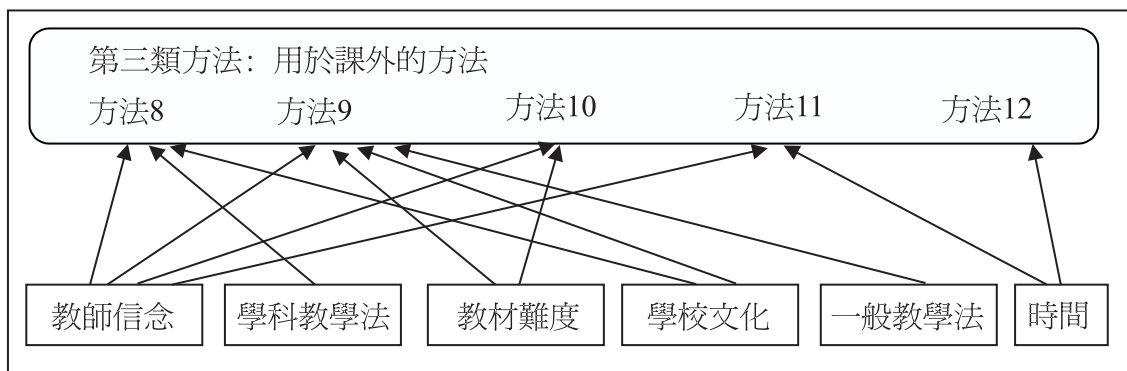 第三類方法：用於課外的方法
方法8 方法9 方法10 方法11 方法12
教師信念 學科教學法 教材難度 學校文化 一般教學法 時間